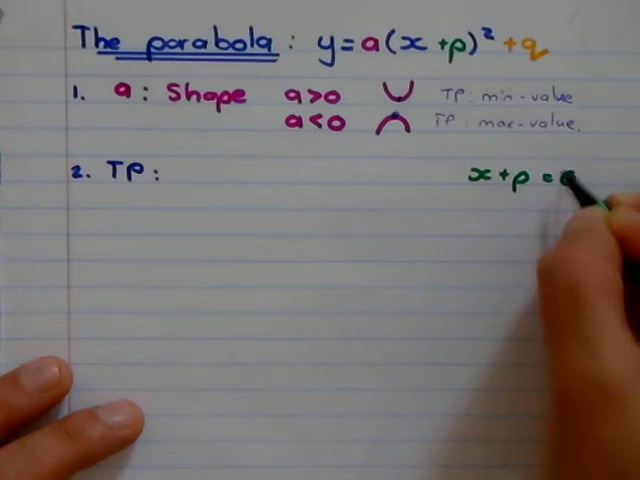 The parabola: y=a(x+p)²+q
1. a: Shape a>0 TP: min-value
a<0 TP: max-value.
2. TP: x+p=0